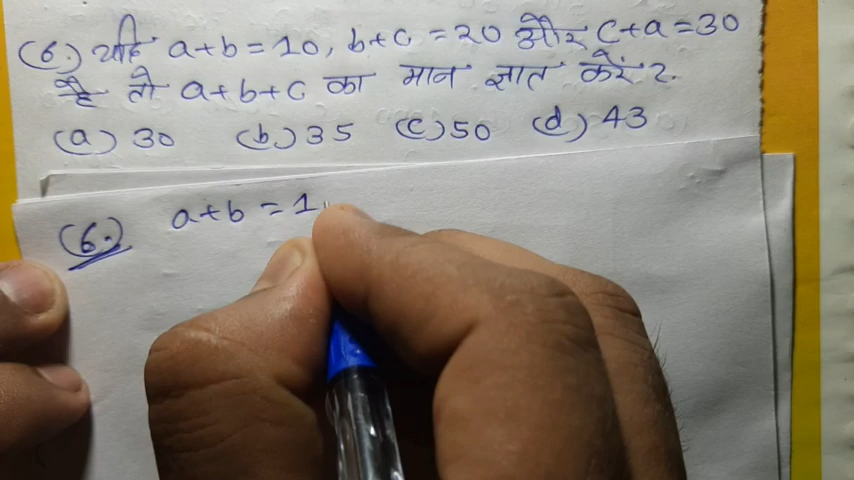 (6.) यदि a+b=10, b+c=20 और c+a=30
है तो a+b+c का मान ज्ञात करें ?.
(a) 30 (b) 35 (c) 50 (d) 43
(6.) a+b=1